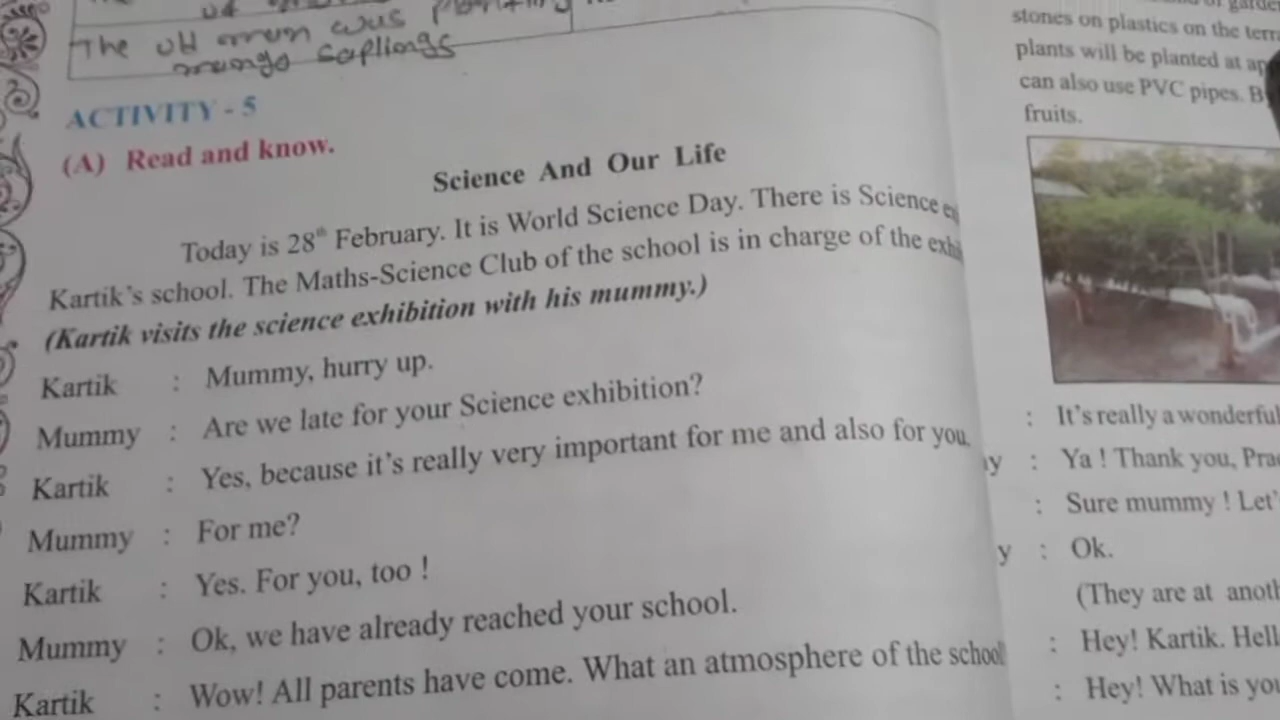 of
The old man was planting
mango saplings
ACTIVITY - 5
(A) Read and know.
Science And Our Life
Today is 28th February. It is World Science Day. There is Science
Kartik's school. The Maths-Science Club of the school is in charge of the
(Kartik visits the science exhibition with his mummy.)
Kartik : Mummy, hurry up.
Mummy : Are we late for your Science exhibition?
Kartik : Yes, because it's really very important for me and also for you.
Mummy : For me?
Kartik : Yes. For you, too !
Mummy : Ok, we have already reached your school.
Kartik : Wow! All parents have come. What an atmosphere of the school
stones on plastics on the
plants will be planted at
can also use PVC pipes.
fruits.
: It's really a wonderful
: Ya ! Thank you,
: Sure mummy ! Let'
y : Ok.
(They are at
: Hey! Kartik.
: Hey! What is